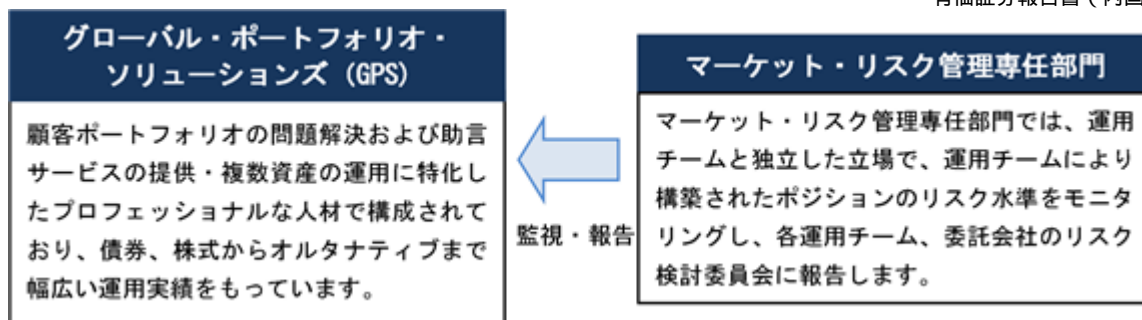 グローバル・ポートフォリオ・
ソリューションズ (GPS)
顧客ポートフォリオの問題解決および助言
サービスの提供・複数資産の運用に特化し
たプロフェッショナルな人材で構成されて
おり、債券、株式からオルタナティブまで
幅広い運用実績をもっています。
監視・報告
マーケット・リスク管理専任部門
マーケット・リスク管理専任部門では、運用
チームと独立した立場で、運用チームにより
構築されたポジションのリスク水準をモニタ
リングし、各運用チーム、委託会社のリスク
検討委員会に報告します。